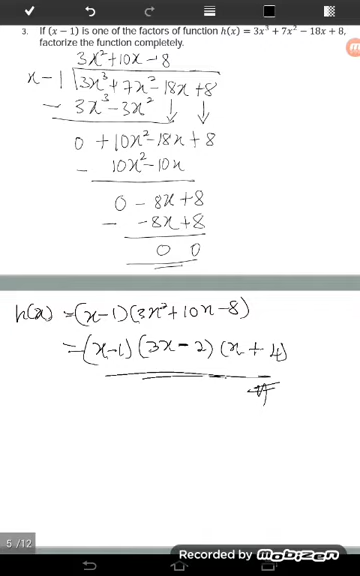 3. If (x − 1) is one of the factors of function h(x) = 3x³ + 7x² − 18x + 8,
factorize the function completely.
3x² + 10x − 8
x − 1 3x³ + 7x² − 18x + 8
− 3x³ − 3x² ↓ ↓
0 + 10x² − 18x + 8
− 10x² − 10x
0 − 8x + 8
− − 8x + 8
0 0
h(x) = (x − 1)(3x² + 10x − 8)
= (x − 1)(3x − 2)(x + 4)
5 / 12
Recorded by Mobizen